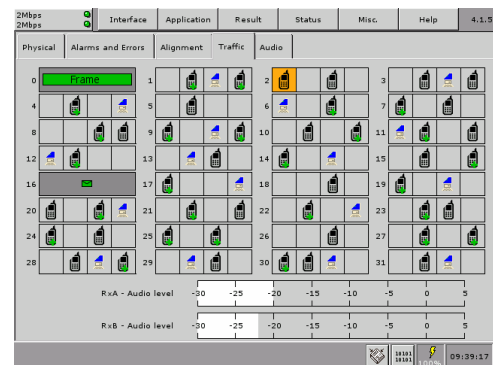 2Mbps
2Mbps
Interface Application Result Status Misc. Help 4.1.5
Physical Alarms and Errors Alignment Traffic Audio
0 Frame 1 2 3
4 5 6 7
8 9 10 11
12 13 14 15
16 17 18 19
20 21 22 23
24 25 26 27
28 29 30 31
RxA - Audio level -30 -25 -20 -15 -10 -5 0 5
RxB - Audio level -30 -25 -20 -15 -10 -5 0 5
10101
10101 100% 09:39:17